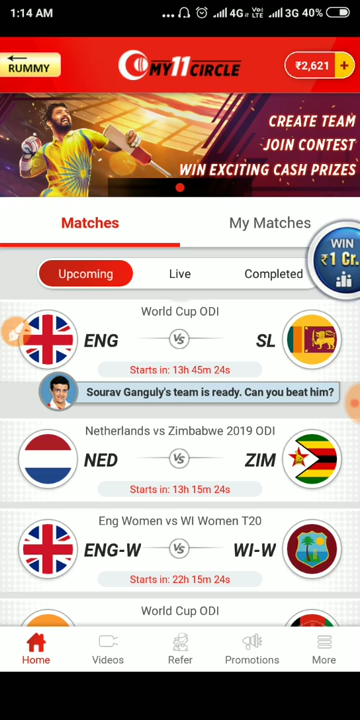 1:14 AM
4G
Vo
LTE
3G 40%
RUMMY
MY11CIRCLE
₹2,621 +
CREATE TEAM
JOIN CONTEST
WIN EXCITING CASH PRIZES
Matches
My Matches
WIN
₹1 Cr.
Upcoming
Live
Completed
World Cup ODI
ENG VS SL
Starts in: 13h 45m 24s
Sourav Ganguly's team is ready. Can you beat him?
Netherlands vs Zimbabwe 2019 ODI
NED VS ZIM
Starts in: 13h 15m 24s
Eng Women vs WI Women T20
ENG-W VS WI-W
Starts in: 22h 15m 24s
World Cup ODI
Home
Videos
Refer
Promotions
More